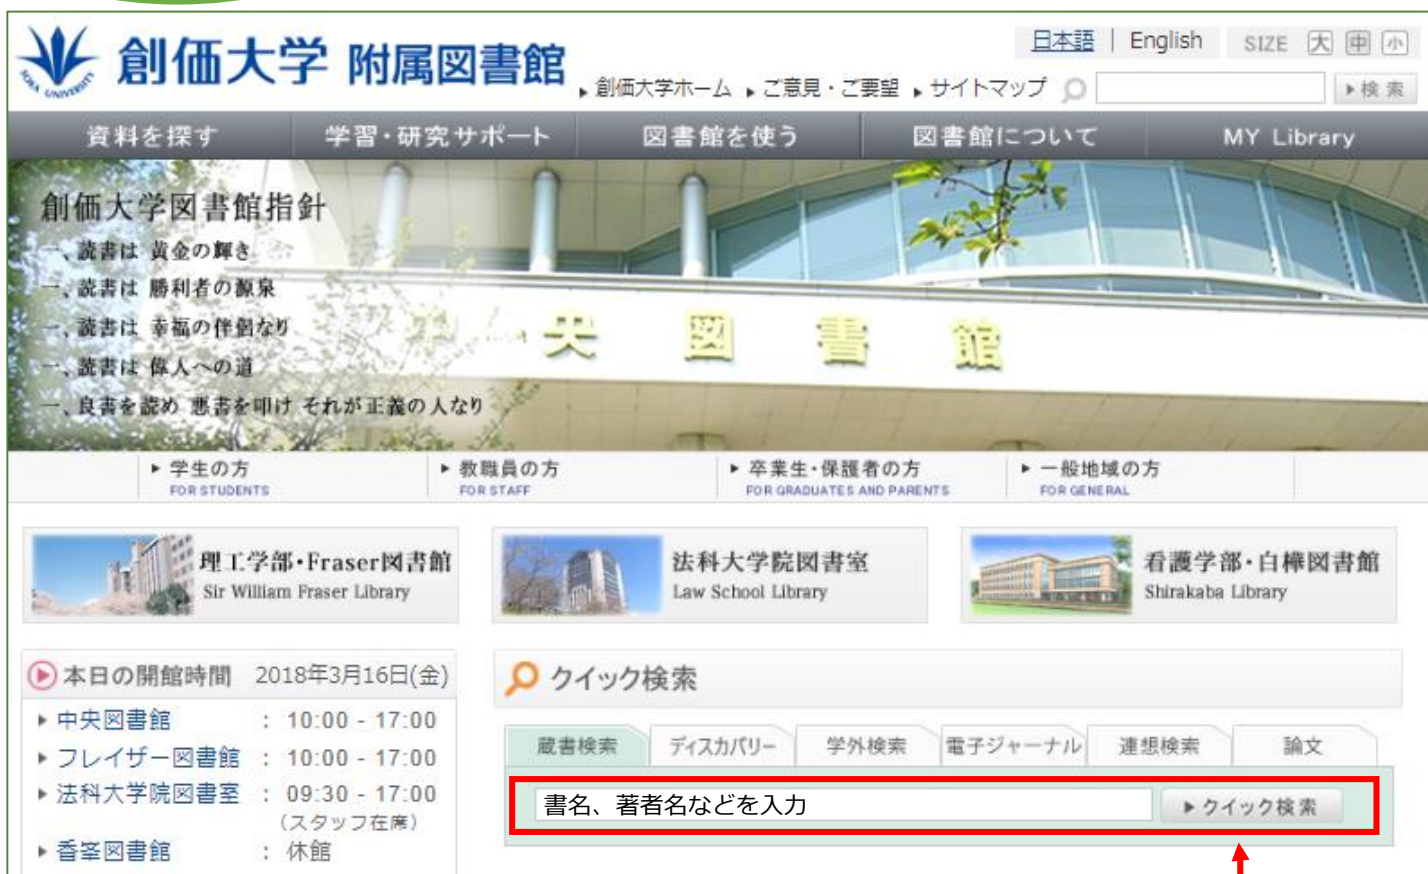 SOKA UNIVERSITY
創価大学 附属図書館
日本語 | English SIZE 大 中 小
創価大学ホーム ご意見・ご要望 サイトマップ 検索
資料を探す 学習・研究サポート 図書館を使う 図書館について MY Library
創価大学図書館指針
一、読書は 黄金の輝き
一、読書は 勝利者の源泉
一、読書は 幸福の伴侶なり
一、読書は 偉人への道
一、良書を読め 悪書を叩け それが正義の人なり
央図書館
学生の方 教職員の方 卒業生・保護者の方 一般地域の方
FOR STUDENTS FOR STAFF FOR GRADUATES AND PARENTS FOR GENERAL
理工学部・Fraser図書館 法科大学院図書室 看護学部・白樺図書館
Sir William Fraser Library Law School Library Shirakaba Library
本日の開館時間 2018年3月16日(金)
中央図書館 : 10:00 - 17:00
フレイザー図書館 : 10:00 - 17:00
法科大学院図書室 : 09:30 - 17:00
(スタッフ在席)
香峯図書館 : 休館
クイック検索
蔵書検索 ディスカバリー 学外検索 電子ジャーナル 連想検索 論文
書名、著者名などを入力 クイック検索